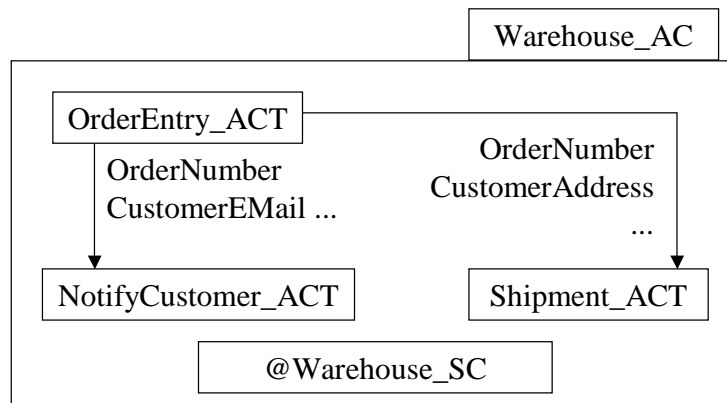 Warehouse_AC
OrderEntry_ACT
OrderNumber
CustomerEMail ...
OrderNumber
CustomerAddress
...
NotifyCustomer_ACT
Shipment_ACT
@Warehouse_SC